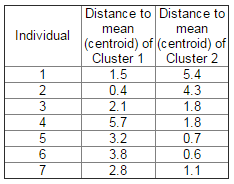 Individual Distance to mean (centroid) of Cluster 1 Distance to mean (centroid) of Cluster 2
1 1.5 5.4
2 0.4 4.3
3 2.1 1.8
4 5.7 1.8
5 3.2 0.7
6 3.8 0.6
7 2.8 1.1